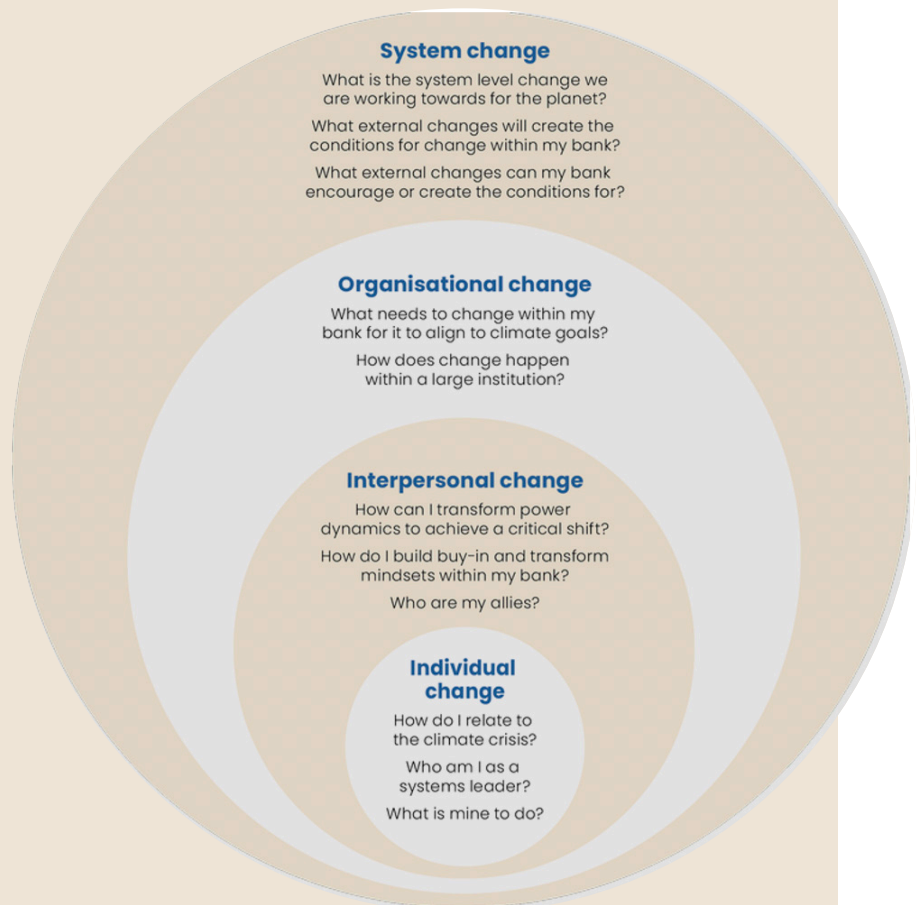 System change
What is the system level change we
are working towards for the planet?
What external changes will create the
conditions for change within my bank?
What external changes can my bank
encourage or create the conditions for?
Organisational change
What needs to change within my
bank for it to align to climate goals?
How does change happen
within a large institution?
Interpersonal change
How can I transform power
dynamics to achieve a critical shift?
How do I build buy-in and transform
mindsets within my bank?
Who are my allies?
Individual
change
How do I relate to
the climate crisis?
Who am I as a
systems leader?
What is mine to do?